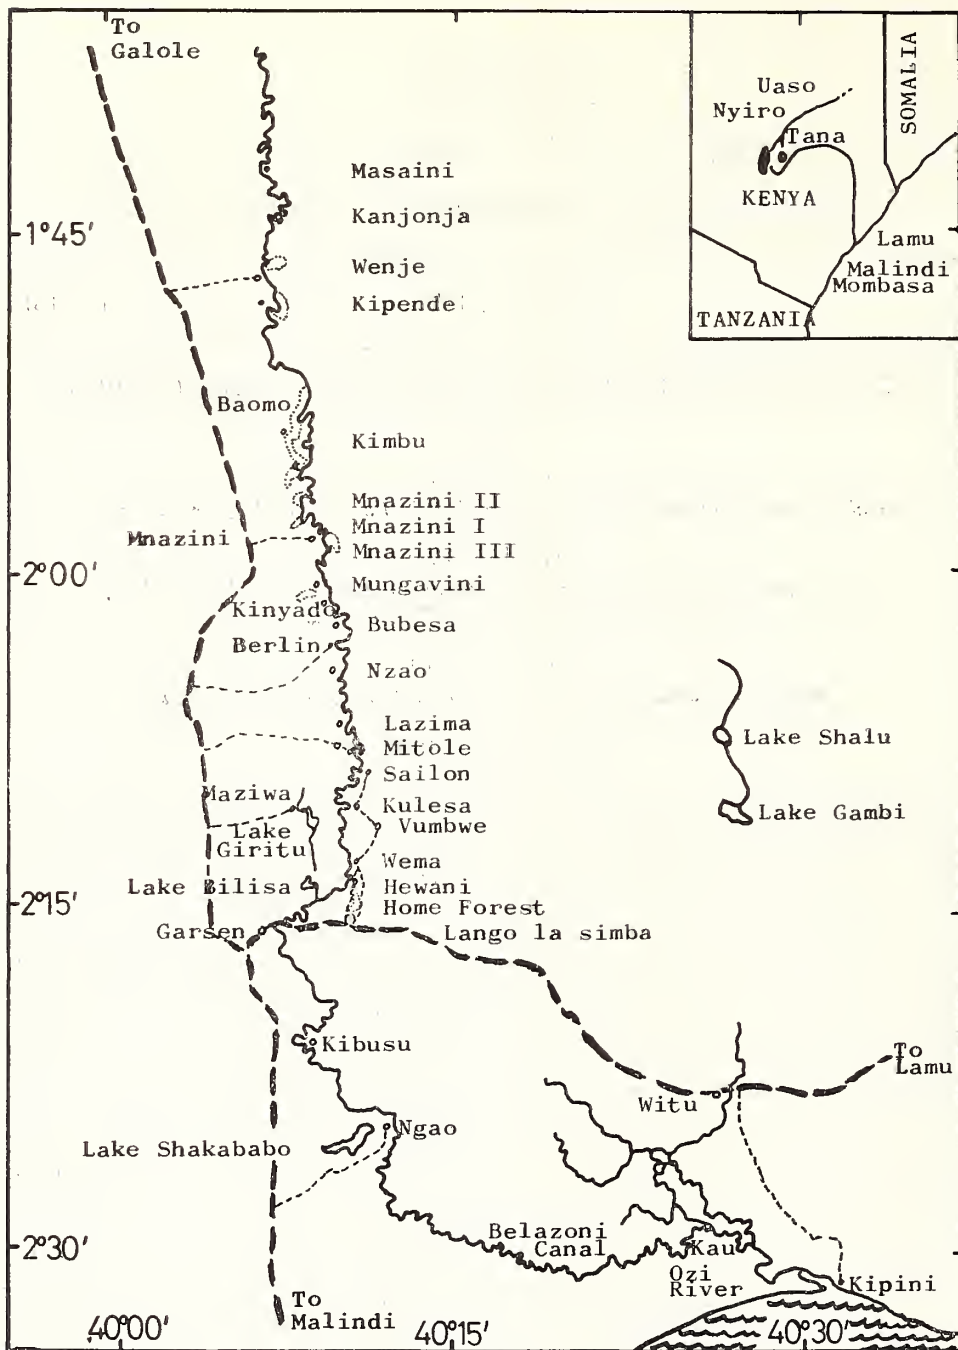 To
Galole
Uaso
Nyiro
Tana
SOMALIA
KENYA
Lamu
Malindi
Mombasa
TANZANIA
Masaini
Kanjonja
1°45'
Wenje
Kipende
Baomo
Kimbu
Mnazini II
Mnazini I
Mnazini
Mnazini III
2°00'
Mungavini
Kinyado
Bubesa
Berlin
Nzao
Lazima
Mitole
Sailon
Lake Shalu
Maziwa
Kulesa
Lake Gambi
Lake
Giritu
Vumbwe
Wema
Lake Bilisa
Hewani
2°15'
Home Forest
Garsen
Lango la simba
Kibusu
To
Lamu
Witu
Ngao
Lake Shakababo
Belazoni
Canal
2°30'
Kau
Ozi
River
Kipini
To
Malindi
40°00'
40°15'
40°30'